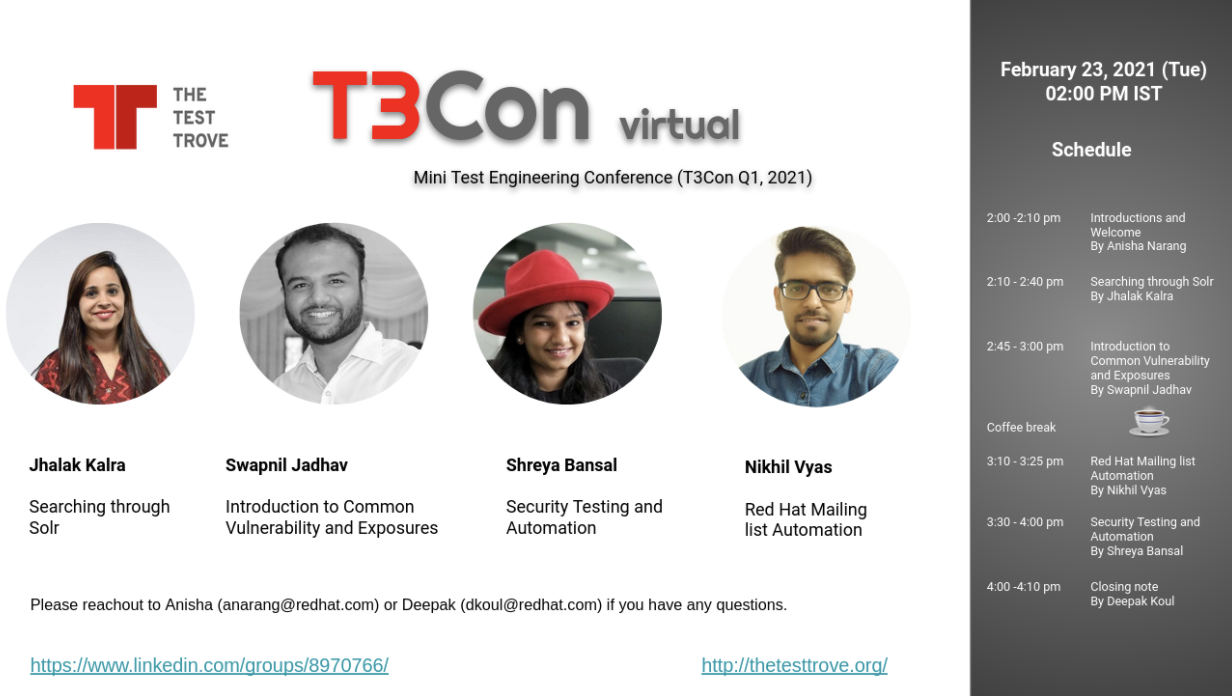 THE
TEST
TROVE
T3Con virtual
Mini Test Engineering Conference (T3Con Q1, 2021)
Jhalak Kalra
Searching through
Solr
Swapnil Jadhav
Introduction to Common
Vulnerability and Exposures
Shreya Bansal
Security Testing and
Automation
Nikhil Vyas
Red Hat Mailing
list Automation
Please reachout to Anisha (anarang@redhat.com) or Deepak (dkoul@redhat.com) if you have any questions.
https://www.linkedin.com/groups/8970766/
http://thetesttrove.org/
February 23, 2021 (Tue)
02:00 PM IST
Schedule
2:00 -2:10 pm
Introductions and
Welcome
By Anisha Narang
2:10 - 2:40 pm
Searching through Solr
By Jhalak Kalra
2:45 - 3:00 pm
Introduction to
Common Vulnerability
and Exposures
By Swapnil Jadhav
Coffee break
3:10 - 3:25 pm
Red Hat Mailing list
Automation
By Nikhil Vyas
3:30 - 4:00 pm
Security Testing and
Automation
By Shreya Bansal
4:00 -4:10 pm
Closing note
By Deepak Koul